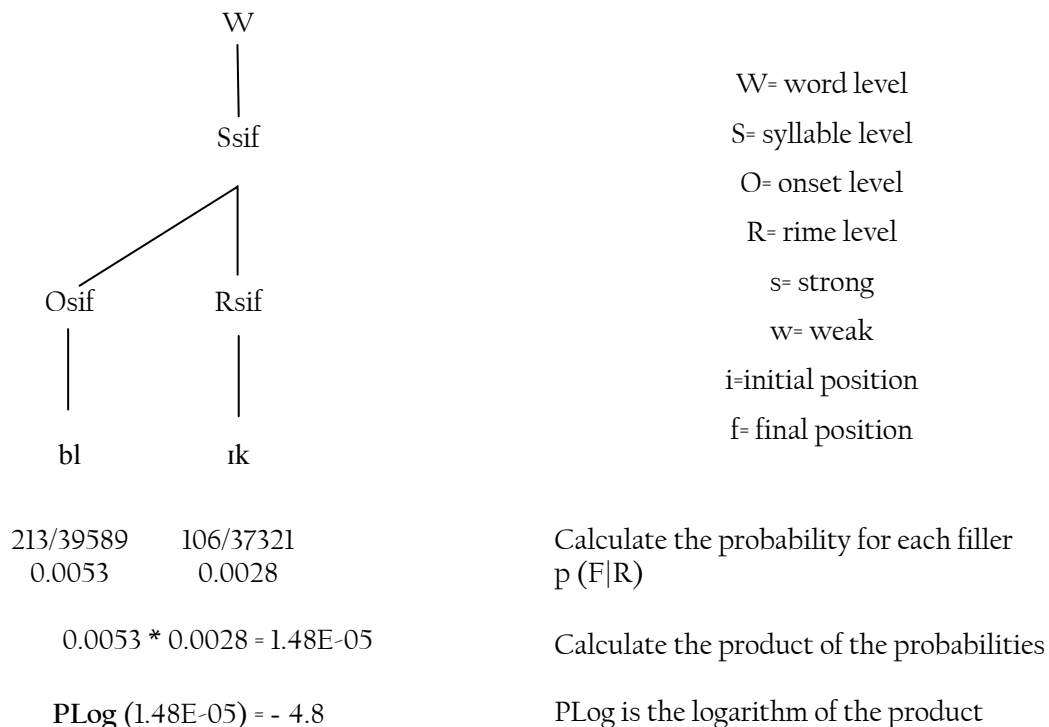 W
Ssif
Osif Rsif
bl ɪk
W= word level
S= syllable level
O= onset level
R= rime level
s= strong
w= weak
i=initial position
f= final position
213/39589 106/37321
0.0053 0.0028
Calculate the probability for each filler
p (F|R)
0.0053 * 0.0028 = 1.48E-05
Calculate the product of the probabilities
PLog (1.48E-05) = - 4.8
PLog is the logarithm of the product